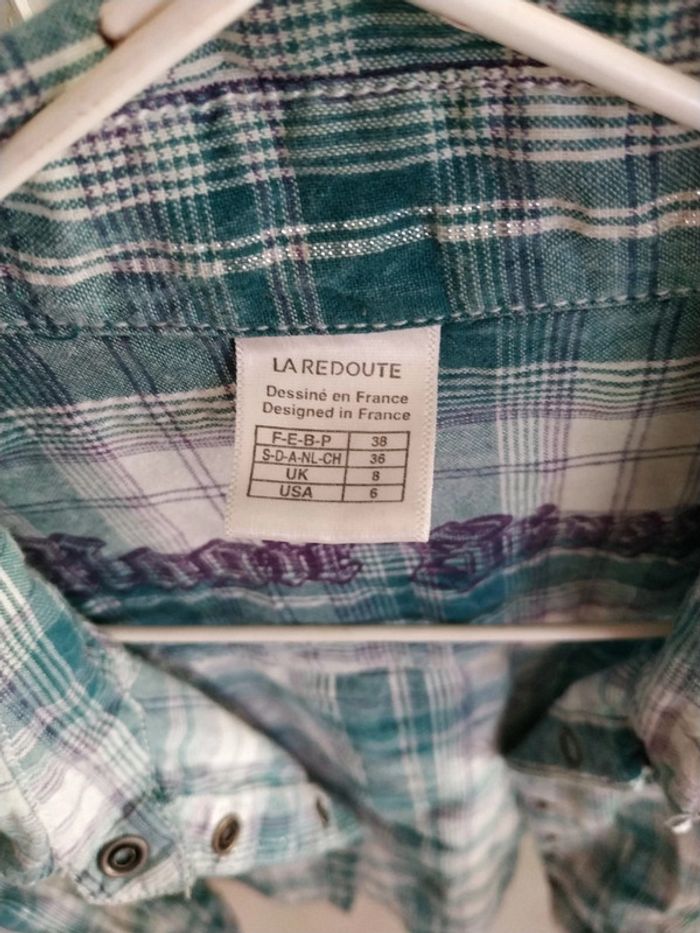 LA REDOUTE
Dessiné en France
Designed in France
F-E-B-P 38
S-D-A-NL-CH 36
UK 8
USA 6